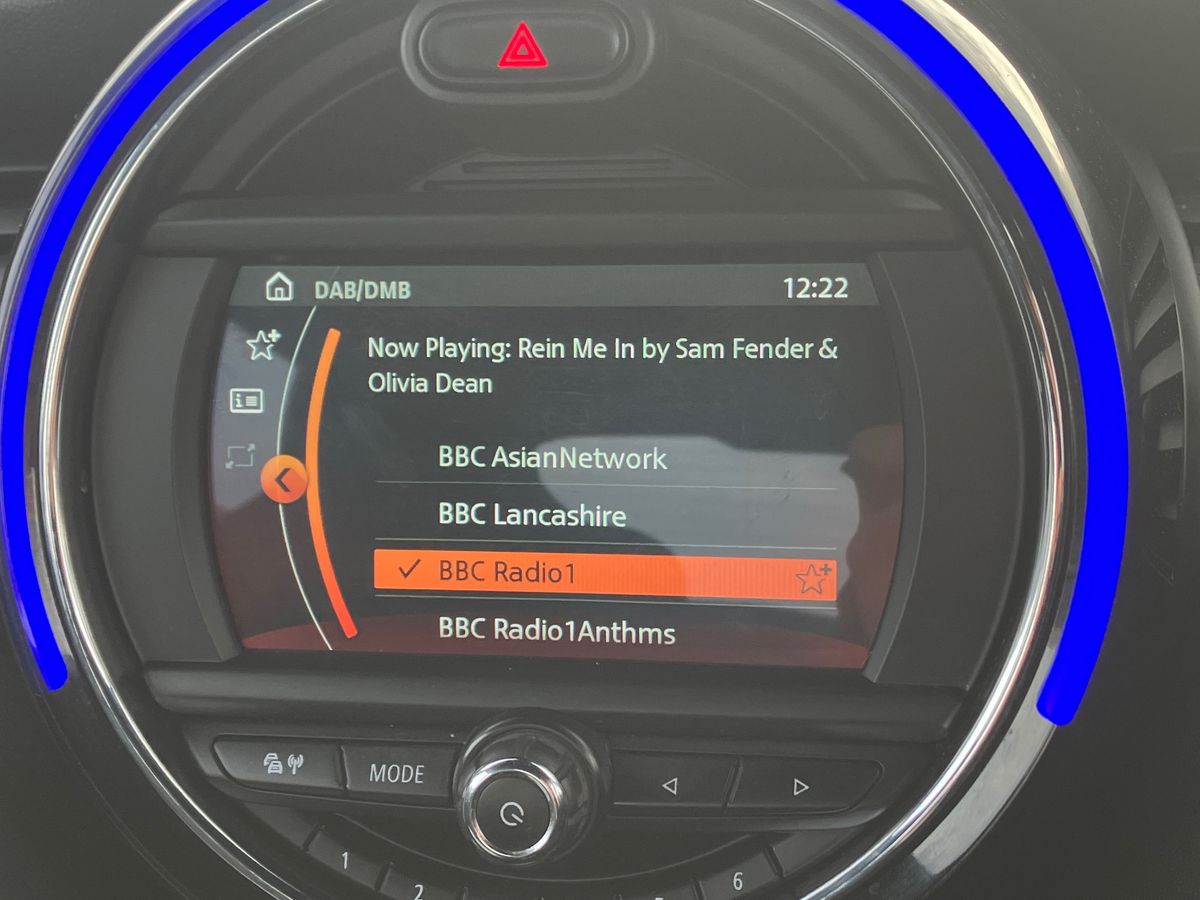 DAB/DMB 12:22
Now Playing: Rein Me In by Sam Fender &
Olivia Dean
BBC AsianNetwork
BBC Lancashire
BBC Radio1
BBC Radio1Anthms
MODE
1
2
6